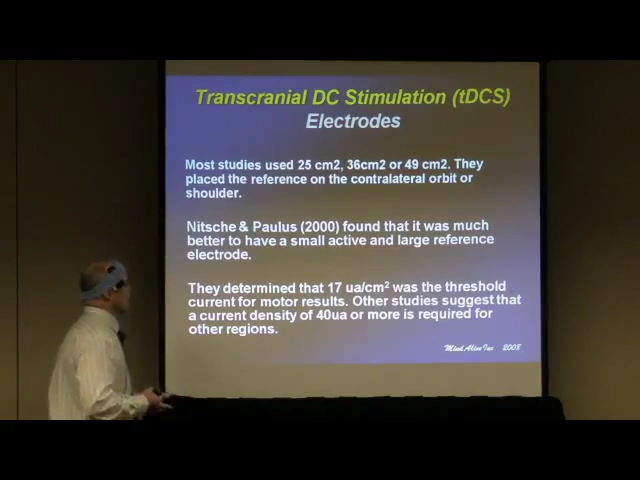 Transcranial DC Stimulation (tDCS)
Electrodes
Most studies used 25 cm2, 36cm2 or 49 cm2. They
placed the reference on the contralateral orbit or
shoulder.
Nitsche & Paulus (2000) found that it was much
better to have a small active and large reference
electrode.
They determined that 17 ua/cm² was the threshold
current for motor results. Other studies suggest that
a current density of 40ua or more is required for
other regions.
Mind Alive Inc 2008